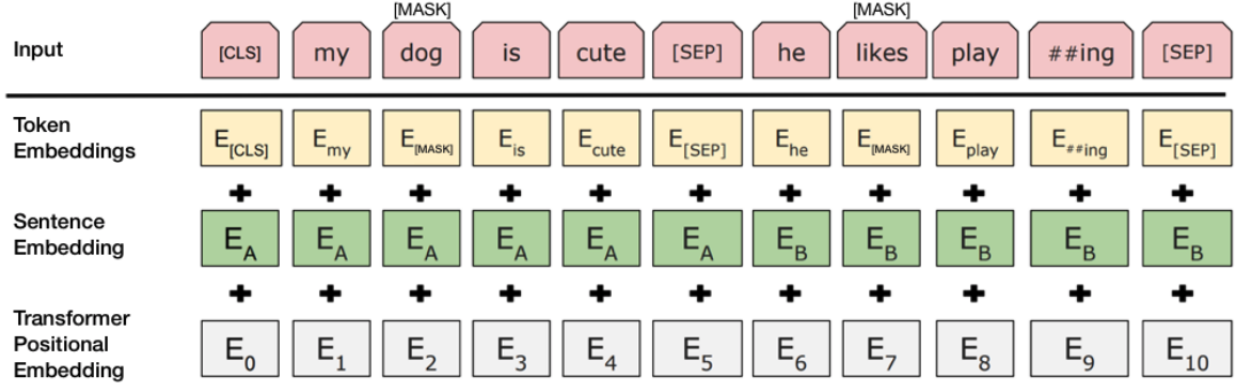 [MASK] [MASK]
Input [CLS] my dog is cute [SEP] he likes play ##ing [SEP]
Token
Embeddings
E[CLS] Emy E[MASK] Eis Ecute E[SEP] Ehe E[MASK] Eplay E##ing E[SEP]
+ + + + + + + + + + +
Sentence
Embedding
EA EA EA EA EA EA EB EB EB EB EB
+ + + + + + + + + + +
Transformer
Positional
Embedding
E0 E1 E2 E3 E4 E5 E6 E7 E8 E9 E10